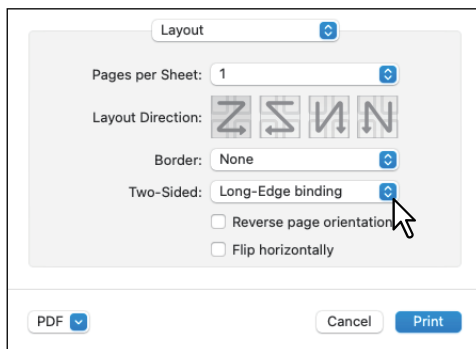 Layout
Pages per Sheet: 1
Layout Direction:
Border: None
Two-Sided: Long-Edge binding
Reverse page orientation
Flip horizontally
PDF Cancel Print